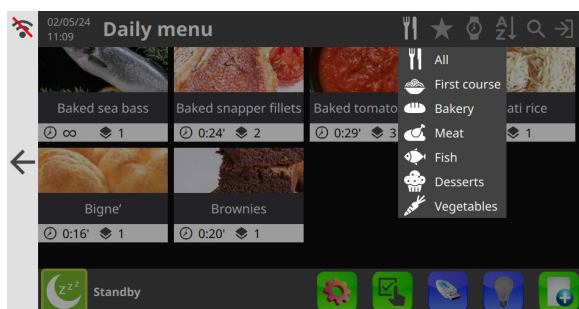 02/05/24
11:09
Daily menu
All
First course
Bakery
Meat
Fish
Desserts
Vegetables
Baked sea bass
Baked snapper fillets
Baked tomato
ati rice
∞ 1
0:24' 2
0:29' 3
1
Bigne'
Brownies
0:16' 1
0:20' 1
zzz
Standby